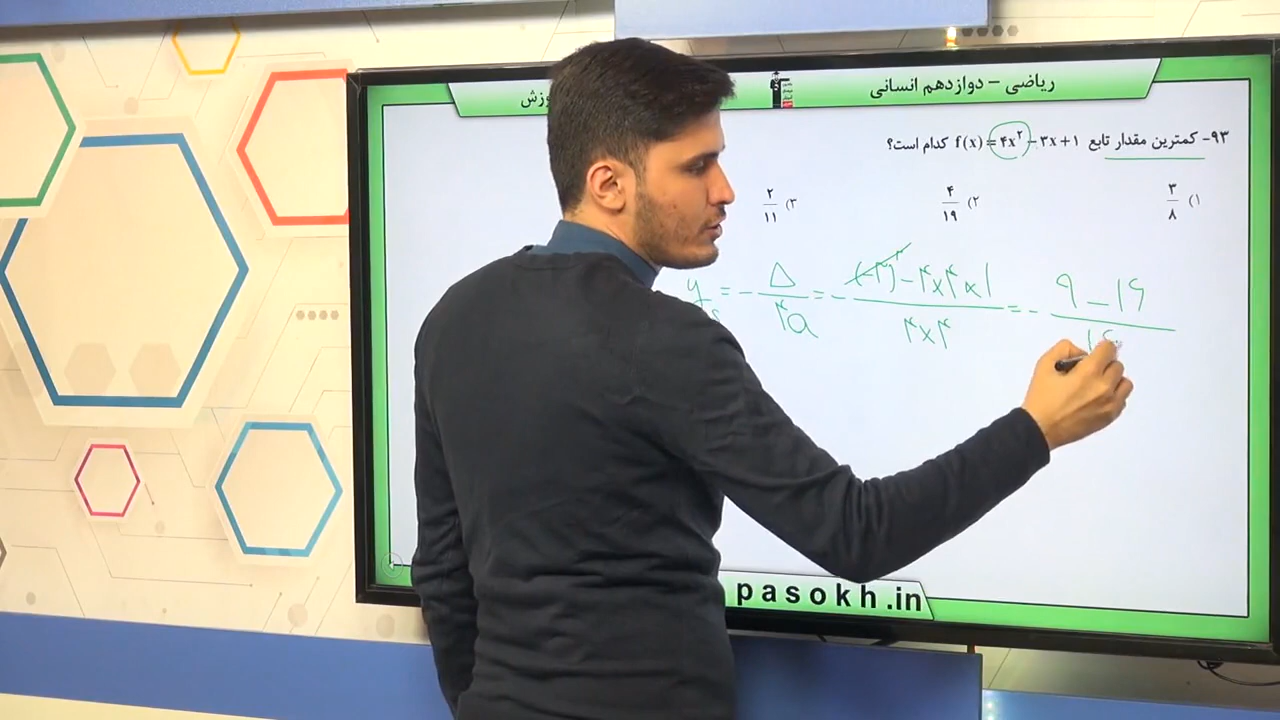 ریاضی – دوازدهم انسانی
۹۳- کمترین مقدار تابع f(x) = ۴x² − ۳x + ۱ کدام است؟
۱) ۳/۸ ۲) ۴/۱۹ ۳) ۲/۱۱
y = − Δ/۴a = − ((−۳)² − ۴×۴×۱)/(۴×۴) = − (۹ − ۱۶)/۱۶
pasokh.in